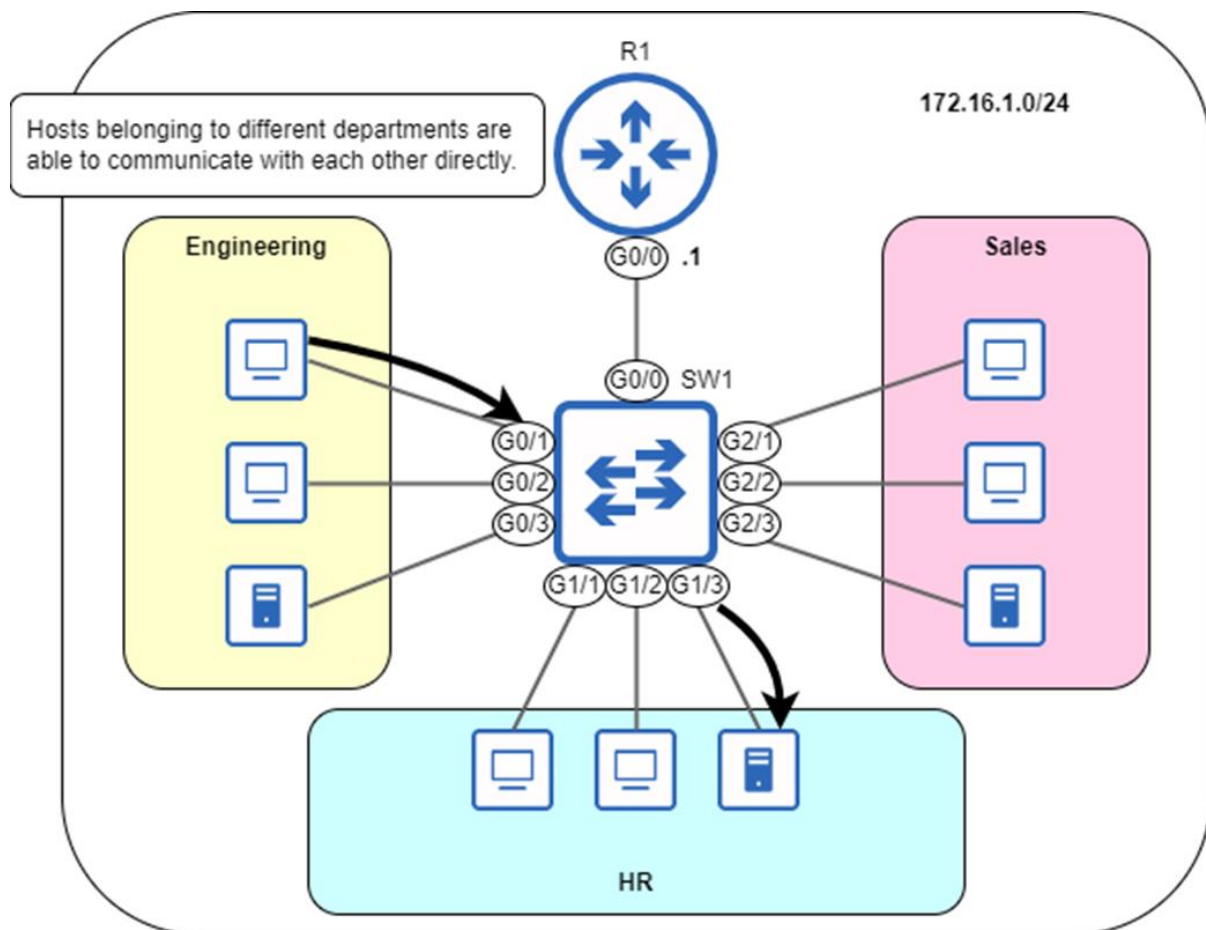 R1
172.16.1.0/24
Hosts belonging to different departments are
able to communicate with each other directly.
Engineering
Sales
G0/0 .1
G0/0 SW1
G0/1
G2/1
G0/2
G2/2
G0/3
G2/3
G1/1 G1/2 G1/3
HR